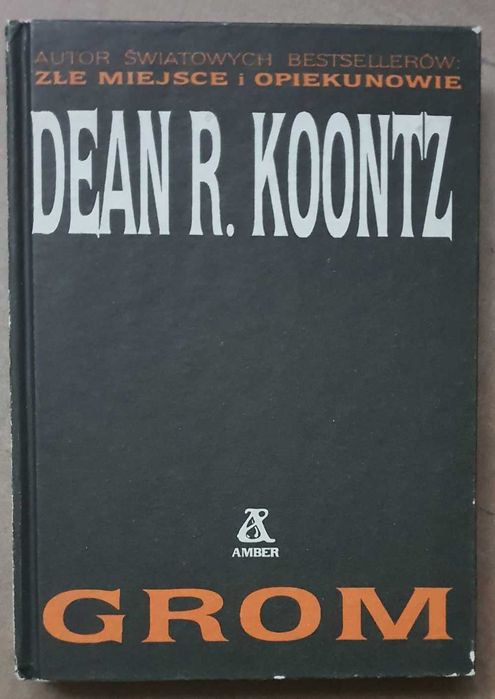 AUTOR ŚWIATOWYCH BESTSELLERÓW:
ZŁE MIEJSCE i OPIEKUNOWIE
DEAN R. KOONTZ
A
AMBER
GROM